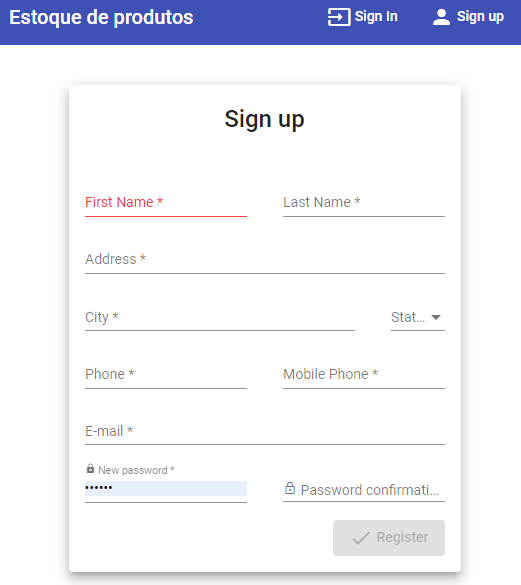 Estoque de produtos Sign In Sign up
Sign up
First Name * Last Name *
Address *
City * Stat...
Phone * Mobile Phone *
E-mail *
New password *
•••••• Password confirmati...
Register